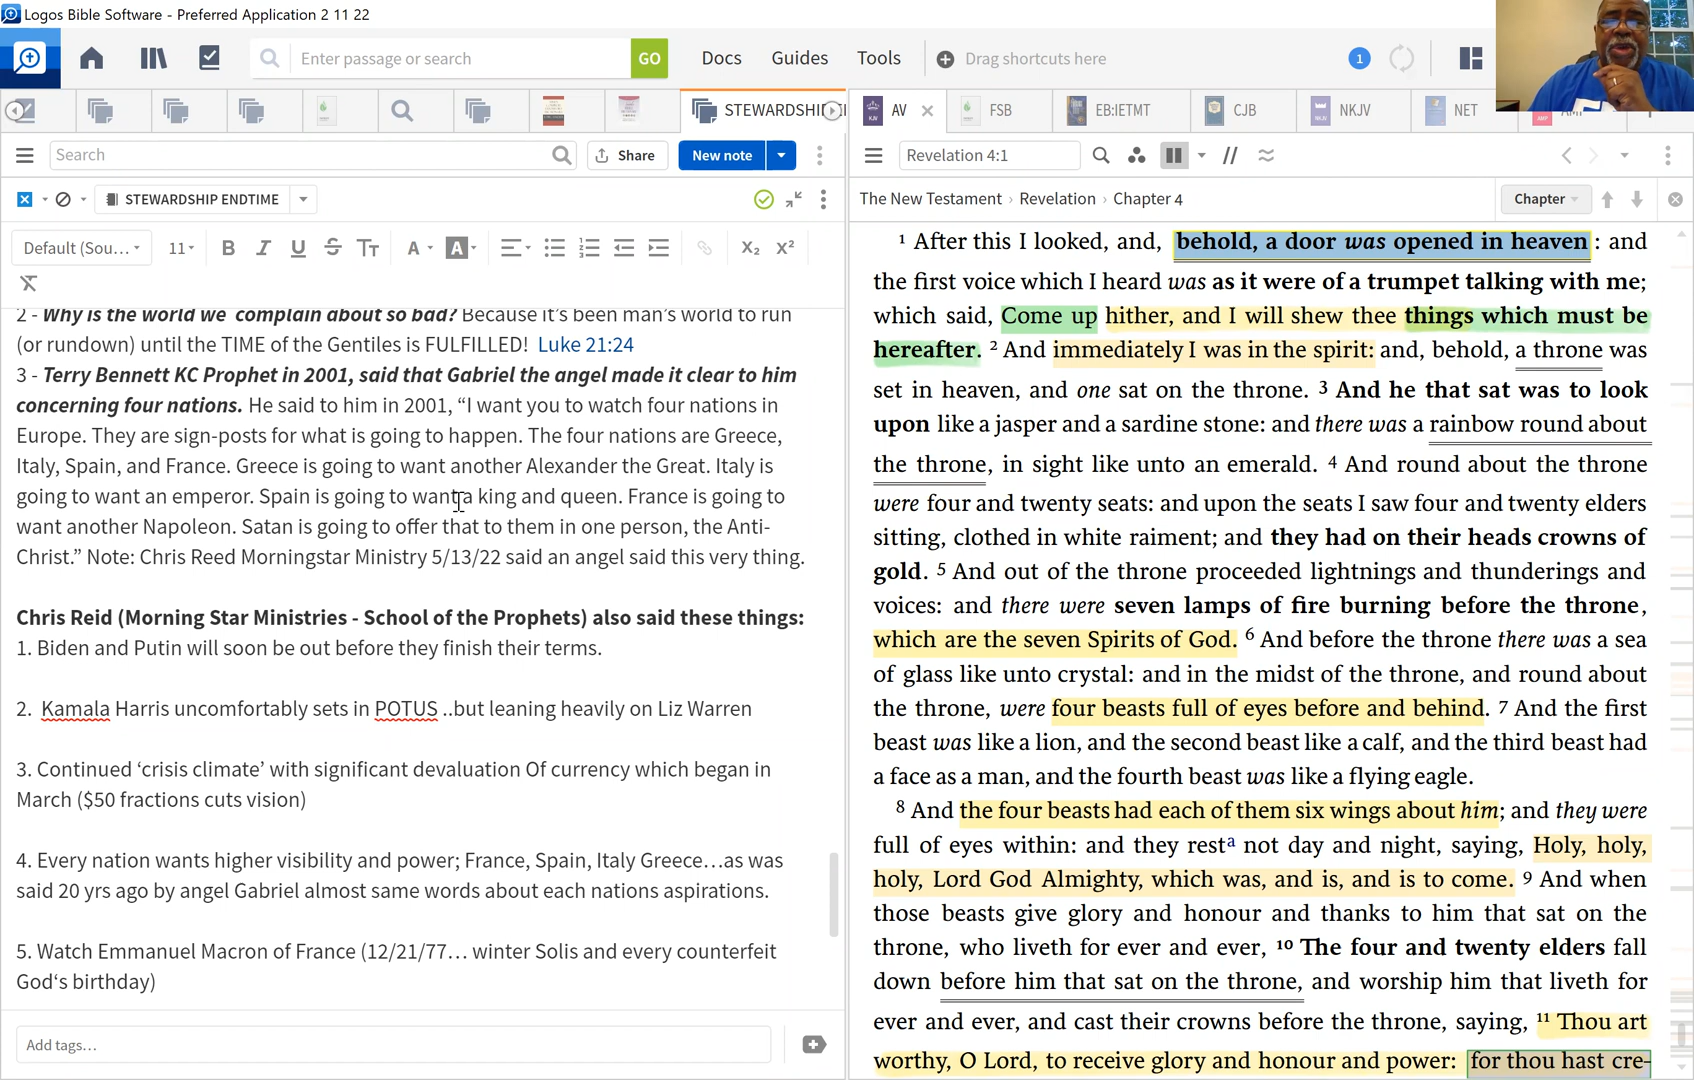 Logos Bible Software - Preferred Application 2 11 22
Enter passage or search
GO
Docs
Guides
Tools
Drag shortcuts here
1
STEWARDSHIP
AV
FSB
EB:IETMT
CJB
NKJV
NET
Search
Share
New note
Revelation 4:1
STEWARDSHIP ENDTIME
The New Testament › Revelation › Chapter 4
Chapter
Default (Sou...
11
2 - Why is the world we complain about so bad? Because it's been man's world to run
(or rundown) until the TIME of the Gentiles is FULFILLED! Luke 21:24
3 - Terry Bennett KC Prophet in 2001, said that Gabriel the angel made it clear to him
concerning four nations. He said to him in 2001, “I want you to watch four nations in
Europe. They are sign-posts for what is going to happen. The four nations are Greece,
Italy, Spain, and France. Greece is going to want another Alexander the Great. Italy is
going to want an emperor. Spain is going to want a king and queen. France is going to
want another Napoleon. Satan is going to offer that to them in one person, the Anti-
Christ.” Note: Chris Reed Morningstar Ministry 5/13/22 said an angel said this very thing.
Chris Reid (Morning Star Ministries - School of the Prophets) also said these things:
1. Biden and Putin will soon be out before they finish their terms.
2. Kamala Harris uncomfortably sets in POTUS ..but leaning heavily on Liz Warren
3. Continued ‘crisis climate’ with significant devaluation Of currency which began in
March ($50 fractions cuts vision)
4. Every nation wants higher visibility and power; France, Spain, Italy Greece…as was
said 20 yrs ago by angel Gabriel almost same words about each nations aspirations.
5. Watch Emmanuel Macron of France (12/21/77… winter Solis and every counterfeit
God‘s birthday)
Add tags…
1 After this I looked, and, behold, a door was opened in heaven : and
the first voice which I heard was as it were of a trumpet talking with me;
which said, Come up hither, and I will shew thee things which must be
hereafter. 2 And immediately I was in the spirit: and, behold, a throne was
set in heaven, and one sat on the throne. 3 And he that sat was to look
upon like a jasper and a sardine stone: and there was a rainbow round about
the throne, in sight like unto an emerald. 4 And round about the throne
were four and twenty seats: and upon the seats I saw four and twenty elders
sitting, clothed in white raiment; and they had on their heads crowns of
gold. 5 And out of the throne proceeded lightnings and thunderings and
voices: and there were seven lamps of fire burning before the throne,
which are the seven Spirits of God. 6 And before the throne there was a sea
of glass like unto crystal: and in the midst of the throne, and round about
the throne, were four beasts full of eyes before and behind. 7 And the first
beast was like a lion, and the second beast like a calf, and the third beast had
a face as a man, and the fourth beast was like a flying eagle.
8 And the four beasts had each of them six wings about him; and they were
full of eyes within: and they rest a not day and night, saying, Holy, holy,
holy, Lord God Almighty, which was, and is, and is to come. 9 And when
those beasts give glory and honour and thanks to him that sat on the
throne, who liveth for ever and ever, 10 The four and twenty elders fall
down before him that sat on the throne, and worship him that liveth for
ever and ever, and cast their crowns before the throne, saying, 11 Thou art
worthy, O Lord, to receive glory and honour and power: for thou hast cre-